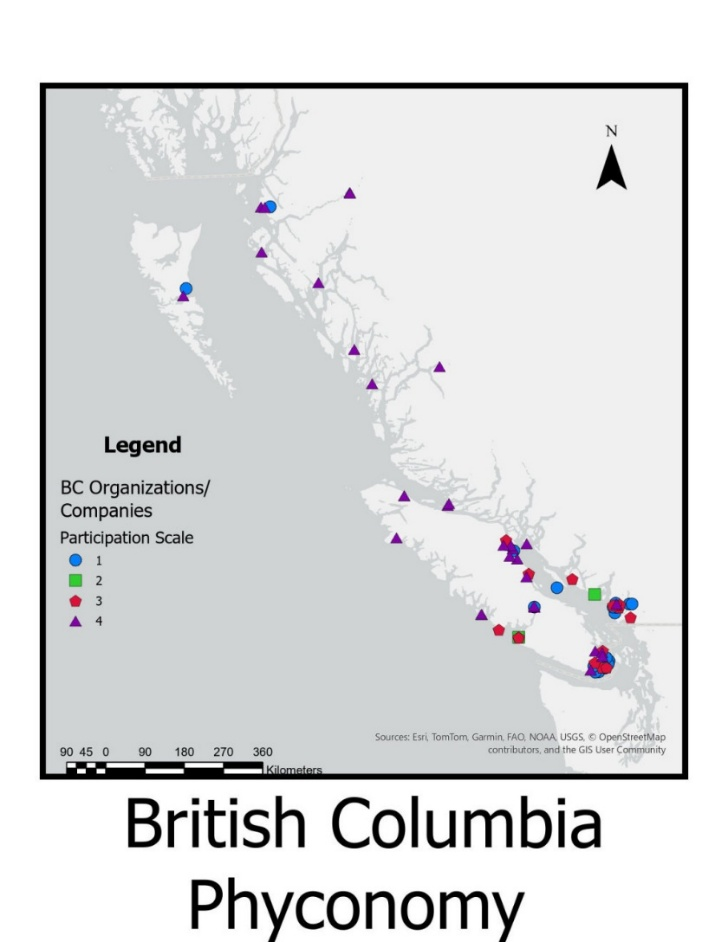 N
Legend
BC Organizations/
Companies
Participation Scale
1
2
3
4
Sources: Esri, TomTom, Garmin, FAO, NOAA, USGS, © OpenStreetMap
contributors, and the GIS User Community
90 45 0 90 180 270 360
Kilometers
British Columbia
Phyconomy